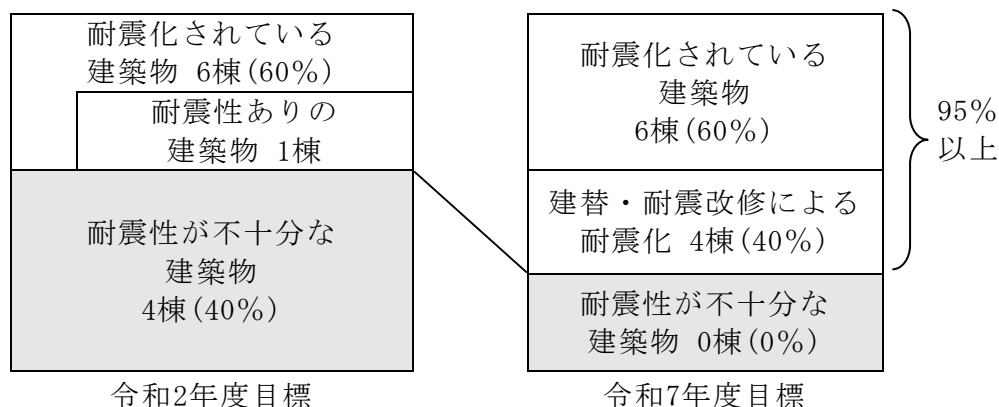 耐震化されている
建築物 6棟(60%)
耐震性ありの
建築物 1棟
耐震性が不十分な
建築物
4棟(40%)
令和2年度目標
耐震化されている
建築物
6棟(60%)
建替・耐震改修による
耐震化 4棟(40%)
耐震性が不十分な
建築物 0棟(0%)
令和7年度目標
95%
以上